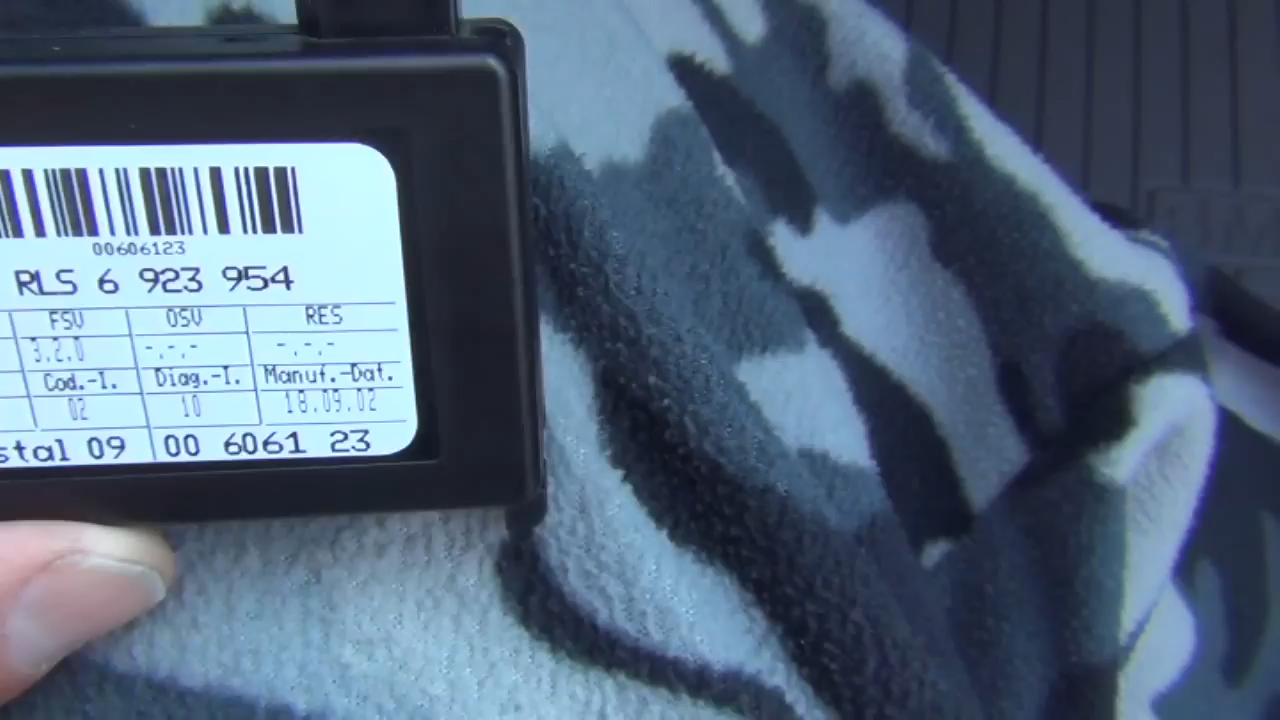 00606123
RLS 6 923 954
FSV OSV RES
3.2.0 -.-.- -.-.-
Cod.-I. Diag.-I. Manuf.-Dat.
02 10 18.09.02
stal 09 00 6061 23